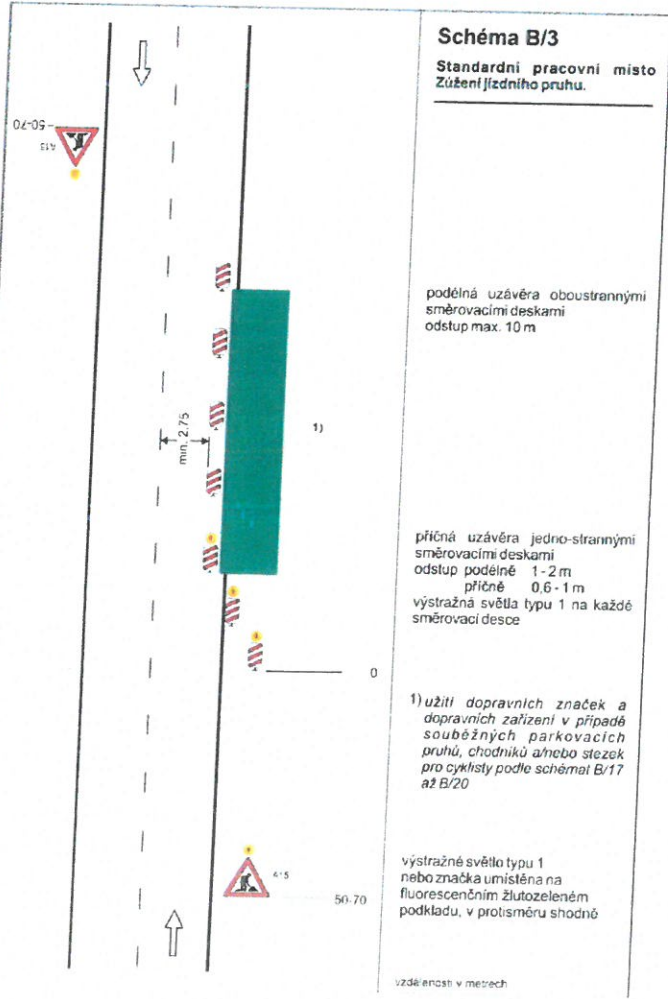 Schéma B/3
Standardní pracovní místo
Zúžení jízdního pruhu.
50-70
A15
podélná uzávěra oboustrannými
směrovacími deskami
odstup max. 10 m
min. 2,75
1)
příčná uzávěra jedno-strannými
směrovacími deskami
odstup podélně 1-2 m
příčně 0,6-1 m
výstražná světla typu 1 na každé
směrovací desce
0
1) užití dopravních značek a
dopravních zařízení v případě
souběžných parkovacích
pruhů, chodníků a/nebo stezek
pro cyklisty podle schémat B/17
až B/20
výstražné světlo typu 1
nebo značka umístěna na
fluorescenčním žlutozeleném
podkladu, v protisměru shodně
A15
50-70
vzdálenosti v metrech